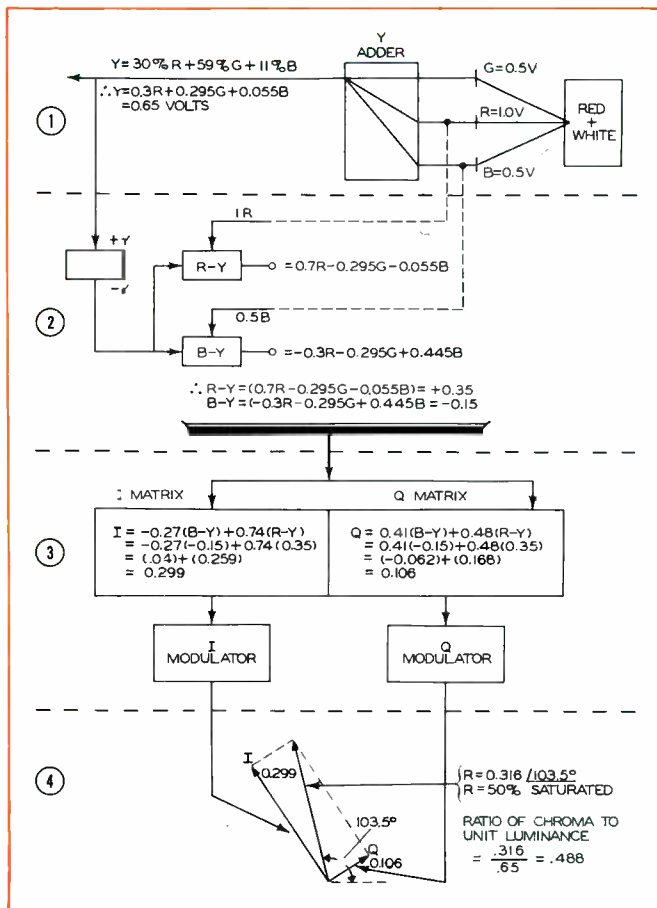 Y
ADDER
Y=30%R+59%G+11%B
∴Y=0.3R+0.295G+0.055B
=0.65 VOLTS
G=0.5V
R=1.0V
B=0.5V
RED
+
WHITE
1
1R
+Y
-Y
R-Y
=0.7R-0.295G-0.055B
2
0.5B
B-Y
=-0.3R-0.295G+0.445B
∴ R-Y=(0.7R-0.295G-0.055B)=+0.35
B-Y=(-0.3R-0.295G+0.445B=-0.15
I MATRIX
Q MATRIX
3
I=-0.27(B-Y)+0.74(R-Y)
=-0.27(-0.15)+0.74(0.35)
=(.04)+(0.259)
=0.299
Q=0.41(B-Y)+0.48(R-Y)
=0.41(-0.15)+0.48(0.35)
=(-0.062)+(0.168)
=0.106
I
MODULATOR
Q
MODULATOR
4
I
0.299
103.5°
Q
0.106
R=0.316 /103.5°
R=50% SATURATED
RATIO OF CHROMA TO
UNIT LUMINANCE
= .316/.65 = .488